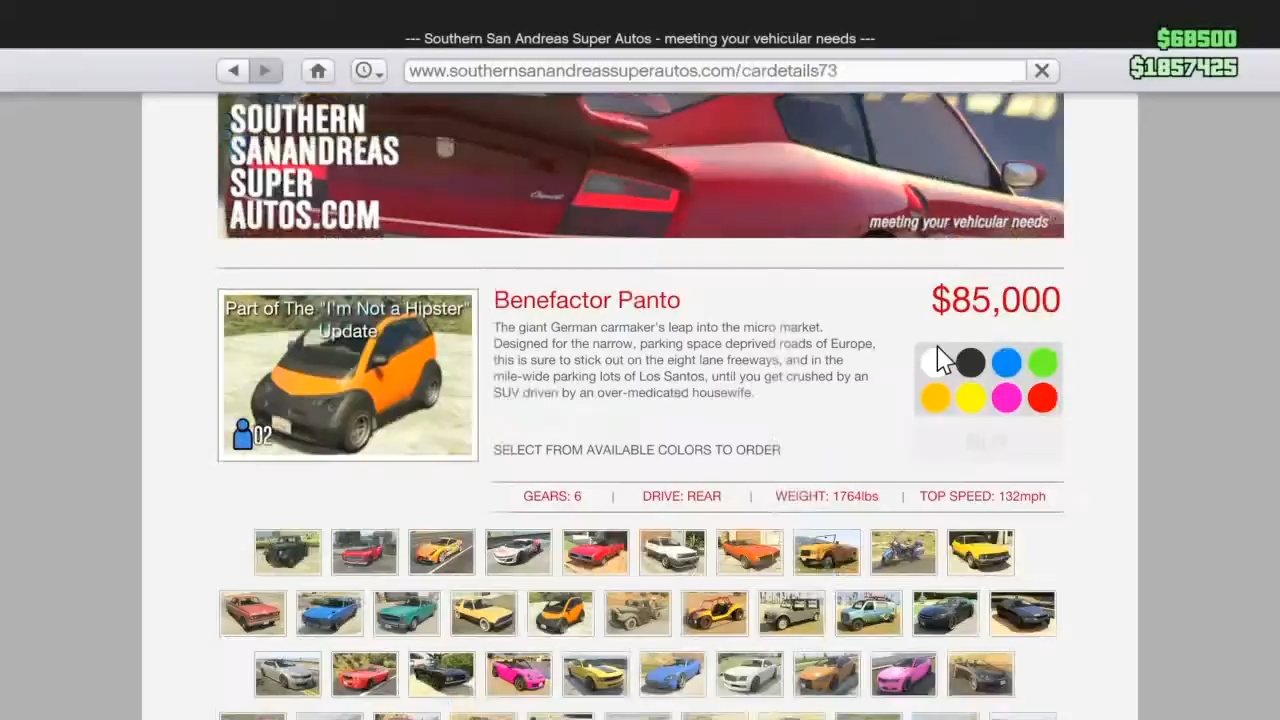 --- Southern San Andreas Super Autos - meeting your vehicular needs ---
$68500
$1857425
www.southernsanandreassuperautos.com/cardetails73
SOUTHERN
SANANDREAS
SUPER
AUTOS.COM
meeting your vehicular needs
Part of The "I'm Not a Hipster"
Update
02
Benefactor Panto
$85,000
The giant German carmaker's leap into the micro market.
Designed for the narrow, parking space deprived roads of Europe,
this is sure to stick out on the eight lane freeways, and in the
mile-wide parking lots of Los Santos, until you get crushed by an
SUV driven by an over-medicated housewife.
SELECT FROM AVAILABLE COLORS TO ORDER
GEARS: 6 | DRIVE: REAR | WEIGHT: 1764lbs | TOP SPEED: 132mph